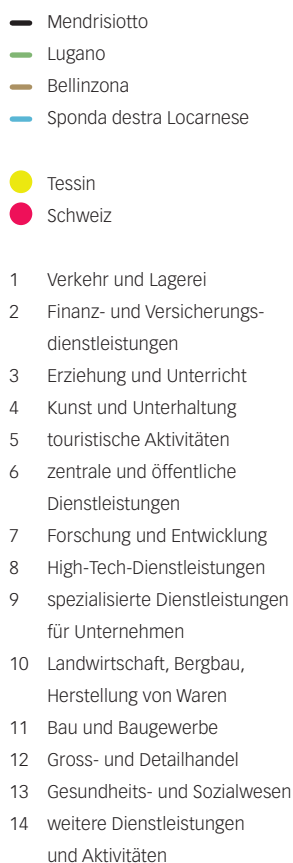 Mendrisiotto
Lugano
Bellinzona
Sponda destra Locarnese
Tessin
Schweiz
1 Verkehr und Lagerei
2 Finanz- und Versicherungs-
dienstleistungen
3 Erziehung und Unterricht
4 Kunst und Unterhaltung
5 touristische Aktivitäten
6 zentrale und öffentliche
Dienstleistungen
7 Forschung und Entwicklung
8 High-Tech-Dienstleistungen
9 spezialisierte Dienstleistungen
für Unternehmen
10 Landwirtschaft, Bergbau,
Herstellung von Waren
11 Bau und Baugewerbe
12 Gross- und Detailhandel
13 Gesundheits- und Sozialwesen
14 weitere Dienstleistungen
und Aktivitäten